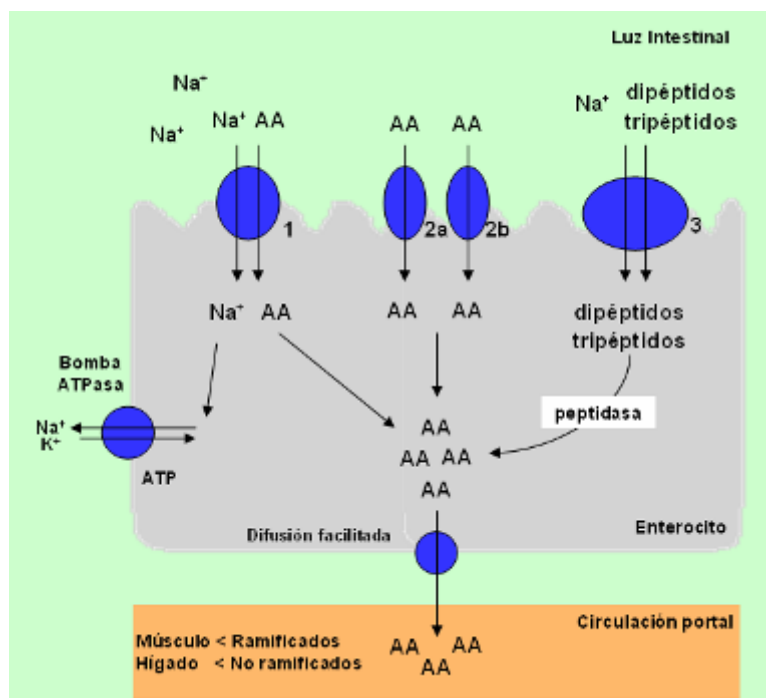 Luz Intestinal
Na⁺
Na⁺
Na⁺ AA
AA
AA
Na⁺
dipéptidos
tripéptidos
1
2a
2b
3
Na⁺ AA
AA
AA
dipéptidos
tripéptidos
Bomba
ATPasa
Na⁺
K⁺
ATP
peptidasa
AA
AA AA
AA
Difusión facilitada
Enterocito
Circulación portal
Músculo < Ramificados
Hígado < No ramificados
AA AA
AA